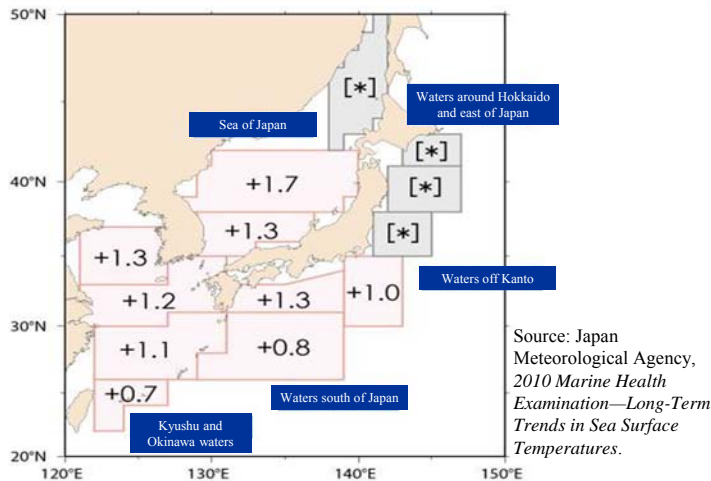 50°N
[*]
Waters around Hokkaido
and east of Japan
Sea of Japan
[*]
+1.7
40°N
[*]
+1.3
[*]
+1.3
Waters off Kanto
+1.2
+1.3
+1.0
30°N
+1.1
+0.8
Source: Japan
Meteorological Agency,
2010 Marine Health
Examination—Long-Term
Trends in Sea Surface
Temperatures.
+0.7
Waters south of Japan
Kyushu and
Okinawa waters
20°N
120°E
130°E
140°E
150°E